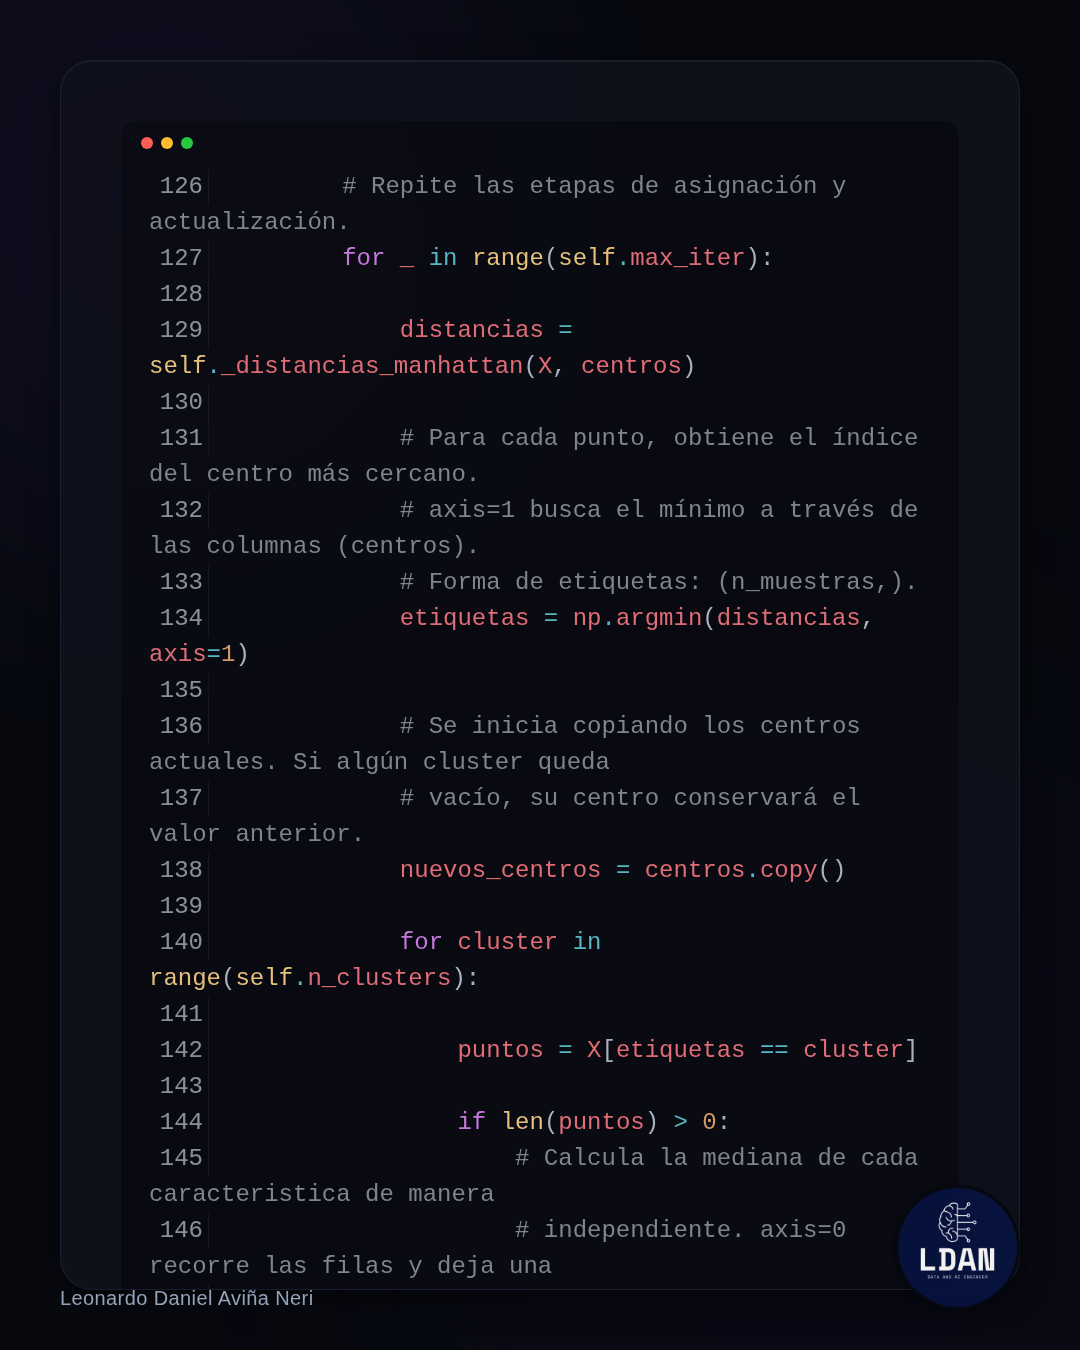 126 # Repite las etapas de asignación y
actualización.
127 for _ in range(self.max_iter):
128
129 distancias =
self._distancias_manhattan(X, centros)
130
131 # Para cada punto, obtiene el índice
del centro más cercano.
132 # axis=1 busca el mínimo a través de
las columnas (centros).
133 # Forma de etiquetas: (n_muestras,).
134 etiquetas = np.argmin(distancias,
axis=1)
135
136 # Se inicia copiando los centros
actuales. Si algún cluster queda
137 # vacío, su centro conservará el
valor anterior.
138 nuevos_centros = centros.copy()
139
140 for cluster in
range(self.n_clusters):
141
142 puntos = X[etiquetas == cluster]
143
144 if len(puntos) > 0:
145 # Calcula la mediana de cada
caracteristica de manera
146 # independiente. axis=0
recorre las filas y deja una
LDAN
DATA AND AI ENGINEER
Leonardo Daniel Aviña Neri